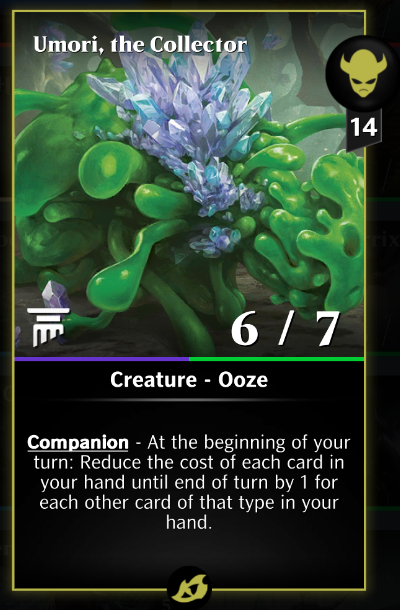 Umori, the Collector
14
6 / 7
Creature - Ooze
Companion - At the beginning of your
turn: Reduce the cost of each card in
your hand until end of turn by 1 for
each other card of that type in your
hand.